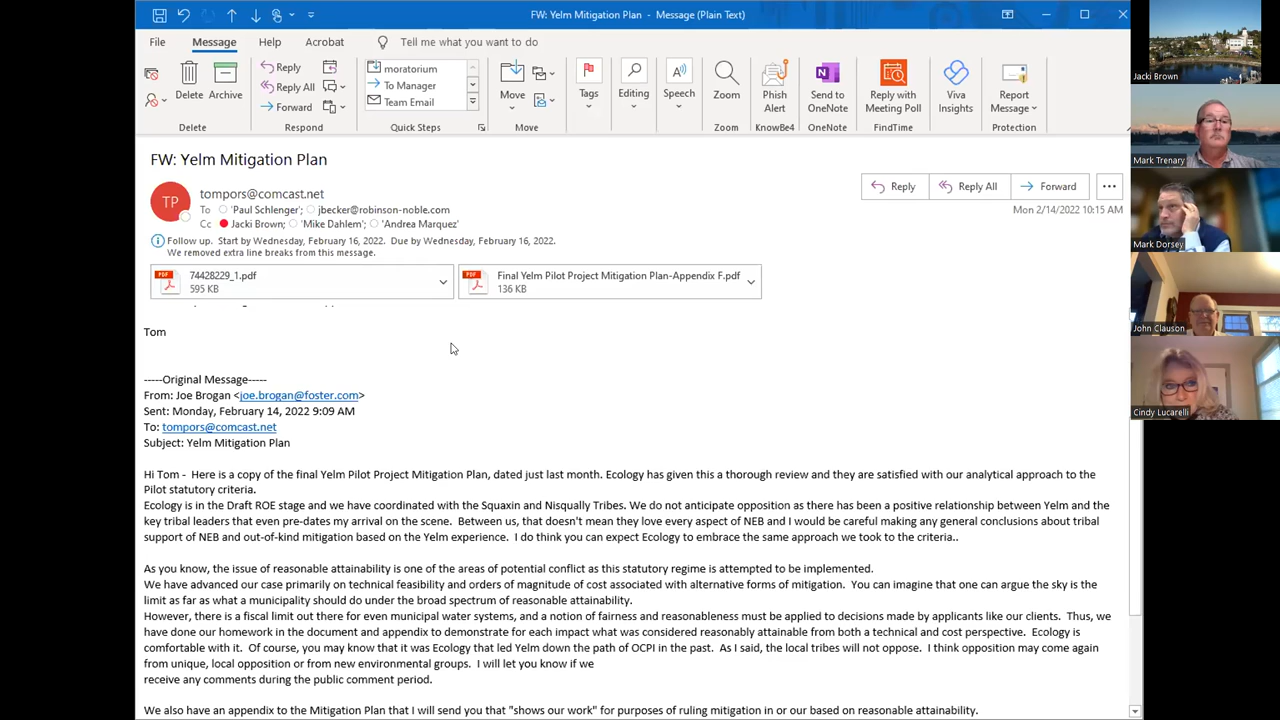 FW: Yelm Mitigation Plan - Message (Plain Text)
File Message Help Acrobat Tell me what you want to do
Delete
Archive
Delete
Reply
Reply All
Forward
Respond
moratorium
To Manager
Team Email
Quick Steps
Move
Move
Tags
Editing
Speech
Zoom
Zoom
Phish Alert
KnowBe4
Send to OneNote
OneNote
Reply with Meeting Poll
FindTime
Viva Insights
Report Message
Protection
FW: Yelm Mitigation Plan
TP
tompors@comcast.net
To 'Paul Schlenger'; jbecker@robinson-noble.com
Cc Jacki Brown; 'Mike Dahlem'; 'Andrea Marquez'
Reply Reply All Forward
Mon 2/14/2022 10:15 AM
Follow up. Start by Wednesday, February 16, 2022. Due by Wednesday, February 16, 2022.
We removed extra line breaks from this message.
PDF 74428229_1.pdf
595 KB
PDF Final Yelm Pilot Project Mitigation Plan-Appendix F.pdf
136 KB
Tom
-----Original Message-----
From: Joe Brogan <joe.brogan@foster.com>
Sent: Monday, February 14, 2022 9:09 AM
To: tompors@comcast.net
Subject: Yelm Mitigation Plan
Hi Tom - Here is a copy of the final Yelm Pilot Project Mitigation Plan, dated just last month. Ecology has given this a thorough review and they are satisfied with our analytical approach to the
Pilot statutory criteria.
Ecology is in the Draft ROE stage and we have coordinated with the Squaxin and Nisqually Tribes. We do not anticipate opposition as there has been a positive relationship between Yelm and the
key tribal leaders that even pre-dates my arrival on the scene. Between us, that doesn't mean they love every aspect of NEB and I would be careful making any general conclusions about tribal
support of NEB and out-of-kind mitigation based on the Yelm experience. I do think you can expect Ecology to embrace the same approach we took to the criteria..
As you know, the issue of reasonable attainability is one of the areas of potential conflict as this statutory regime is attempted to be implemented.
We have advanced our case primarily on technical feasibility and orders of magnitude of cost associated with alternative forms of mitigation. You can imagine that one can argue the sky is the
limit as far as what a municipality should do under the broad spectrum of reasonable attainability.
However, there is a fiscal limit out there for even municipal water systems, and a notion of fairness and reasonableness must be applied to decisions made by applicants like our clients. Thus, we
have done our homework in the document and appendix to demonstrate for each impact what was considered reasonably attainable from both a technical and cost perspective. Ecology is
comfortable with it. Of course, you may know that it was Ecology that led Yelm down the path of OCPI in the past. As I said, the local tribes will not oppose. I think opposition may come again
from unique, local opposition or from new environmental groups. I will let you know if we
receive any comments during the public comment period.
We also have an appendix to the Mitigation Plan that I will send you that "shows our work" for purposes of ruling mitigation in or our based on reasonable attainability.
Jacki Brown
Mark Trenary
Mark Dorsey
John Clauson
Cindy Lucarelli